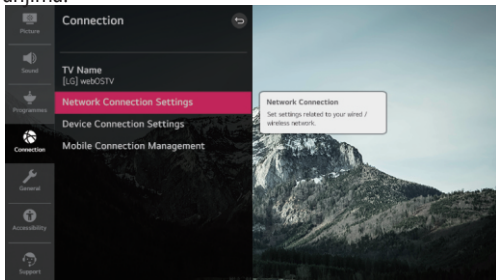 Picture
Sound
Programmes
Connection
General
Accessibility
Support
Connection
TV Name
[LG] webOSTV
Network Connection Settings
Device Connection Settings
Mobile Connection Management
Network Connection
Set settings related to your wired /
wireless network.